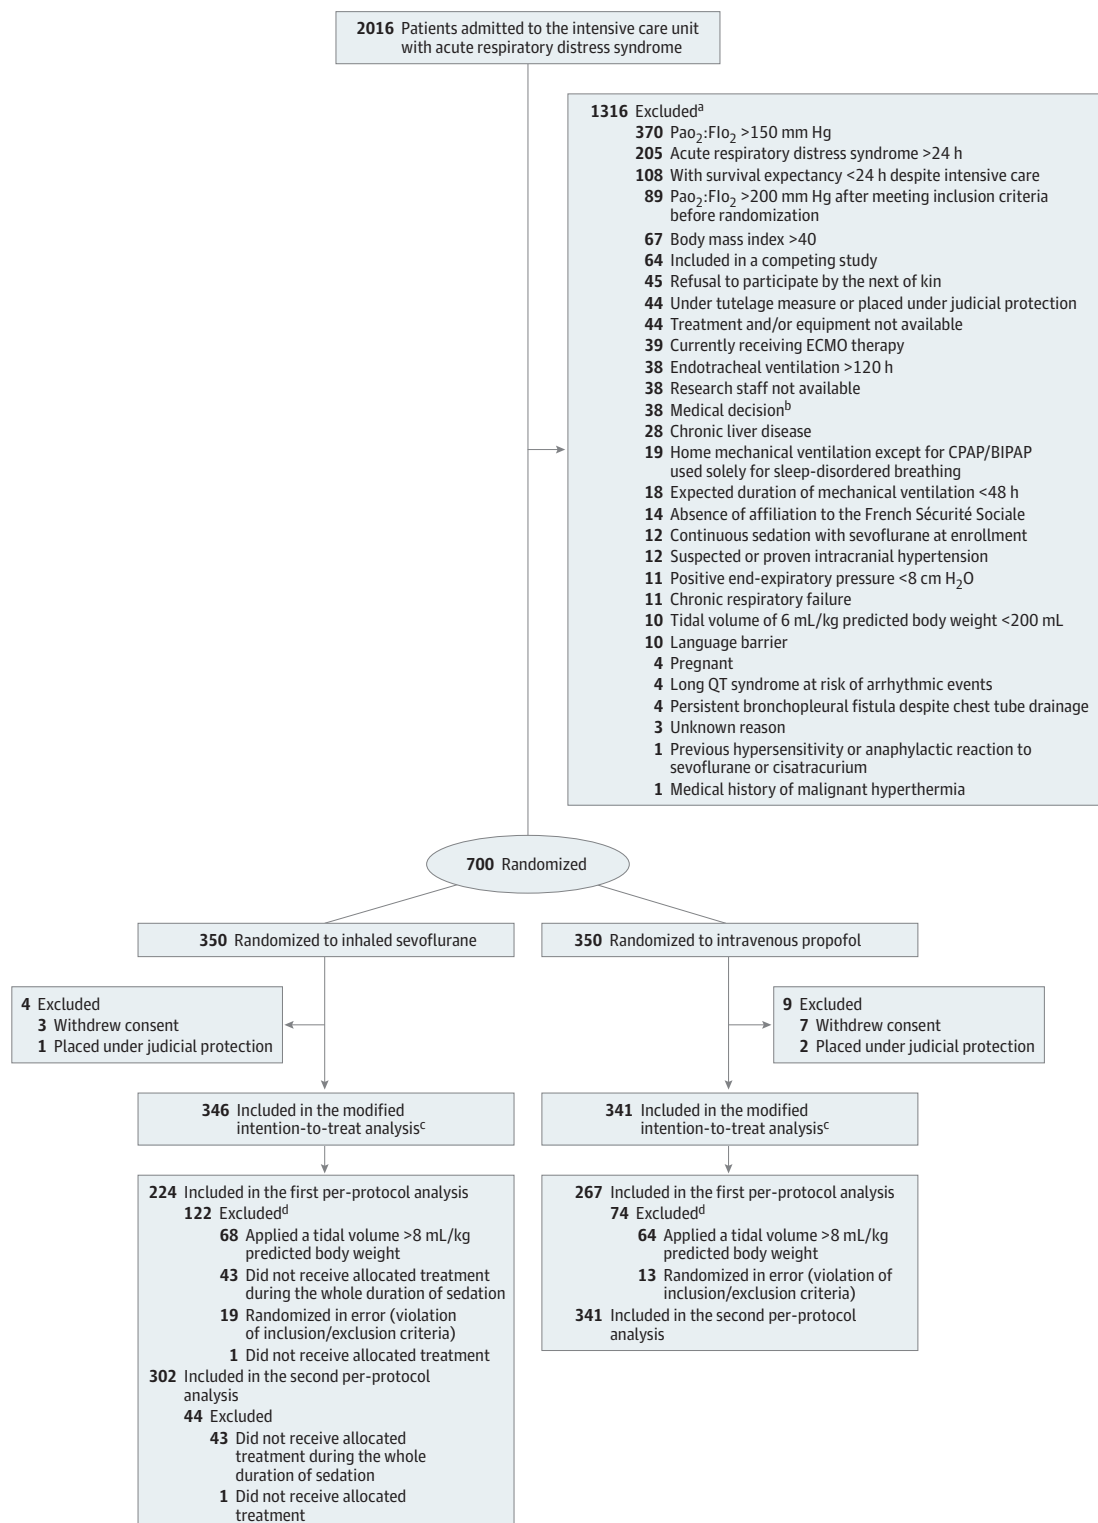 2016 Patients admitted to the intensive care unit
with acute respiratory distress syndrome
1316 Excludedᵃ
370 Pao₂:FIo₂ >150 mm Hg
205 Acute respiratory distress syndrome >24 h
108 With survival expectancy <24 h despite intensive care
89 Pao₂:FIo₂ >200 mm Hg after meeting inclusion criteria
before randomization
67 Body mass index >40
64 Included in a competing study
45 Refusal to participate by the next of kin
44 Under tutelage measure or placed under judicial protection
44 Treatment and/or equipment not available
39 Currently receiving ECMO therapy
38 Endotracheal ventilation >120 h
38 Research staff not available
38 Medical decisionᵇ
28 Chronic liver disease
19 Home mechanical ventilation except for CPAP/BIPAP
used solely for sleep-disordered breathing
18 Expected duration of mechanical ventilation <48 h
14 Absence of affiliation to the French Sécurité Sociale
12 Continuous sedation with sevoflurane at enrollment
12 Suspected or proven intracranial hypertension
11 Positive end-expiratory pressure <8 cm H₂O
11 Chronic respiratory failure
10 Tidal volume of 6 mL/kg predicted body weight <200 mL
10 Language barrier
4 Pregnant
4 Long QT syndrome at risk of arrhythmic events
4 Persistent bronchopleural fistula despite chest tube drainage
3 Unknown reason
1 Previous hypersensitivity or anaphylactic reaction to
sevoflurane or cisatracurium
1 Medical history of malignant hyperthermia
700 Randomized
350 Randomized to inhaled sevoflurane
350 Randomized to intravenous propofol
4 Excluded
3 Withdrew consent
1 Placed under judicial protection
9 Excluded
7 Withdrew consent
2 Placed under judicial protection
346 Included in the modified
intention-to-treat analysisᶜ
341 Included in the modified
intention-to-treat analysisᶜ
224 Included in the first per-protocol analysis
122 Excludedᵈ
68 Applied a tidal volume >8 mL/kg
predicted body weight
43 Did not receive allocated treatment
during the whole duration of sedation
19 Randomized in error (violation
of inclusion/exclusion criteria)
1 Did not receive allocated treatment
302 Included in the second per-protocol
analysis
44 Excluded
43 Did not receive allocated
treatment during the whole
duration of sedation
1 Did not receive allocated
treatment
267 Included in the first per-protocol analysis
74 Excludedᵈ
64 Applied a tidal volume >8 mL/kg
predicted body weight
13 Randomized in error (violation of
inclusion/exclusion criteria)
341 Included in the second per-protocol
analysis